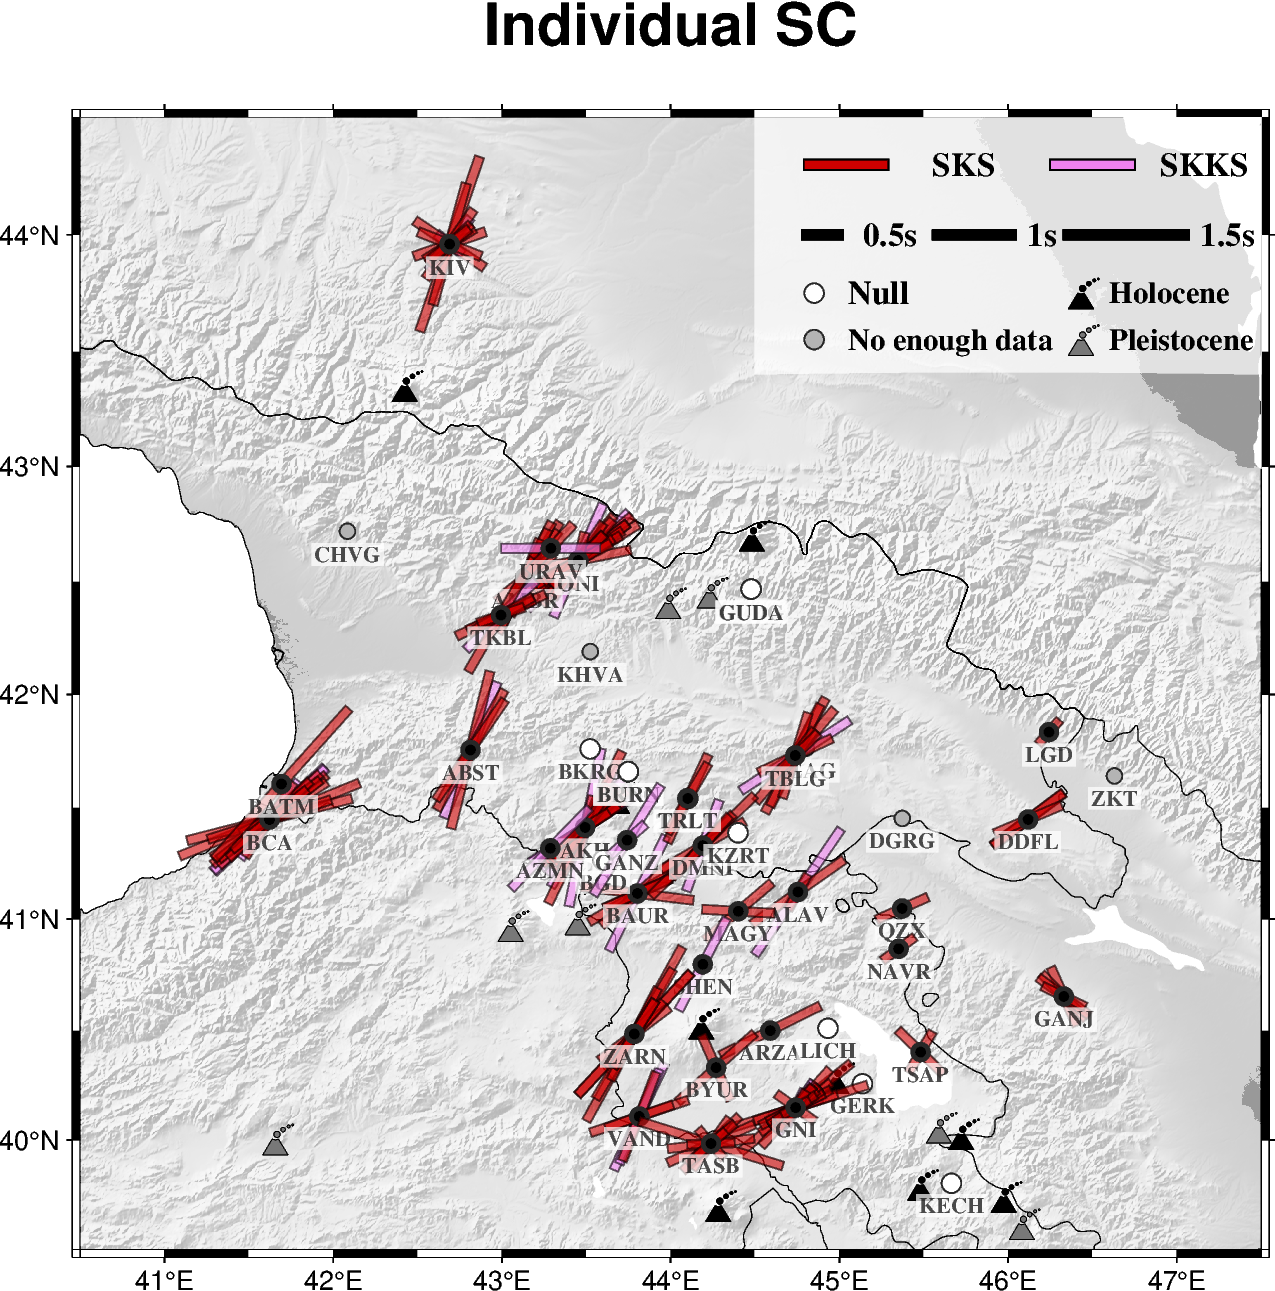 Individual SC
SKS
SKKS
0.5s
1s
1.5s
Null
Holocene
No enough data
Pleistocene
44°N
43°N
42°N
41°N
40°N
KIV
CHVG
URAV
ONI
TKBL
GUDA
KHVA
ABST
BKRG
BURN
TBLG
LGD
ZKT
BATM
BCA
TRLT
DGRG
DDFL
AZMN
AKH
GANZ
DMNI
KZRT
BAUR
MAGY
ALAV
QZX
NAVR
GANJ
ZARN
ARZA
LICH
BYUR
TSAP
GERK
VAND
GNI
TASB
KECH
41°E
42°E
43°E
44°E
45°E
46°E
47°E